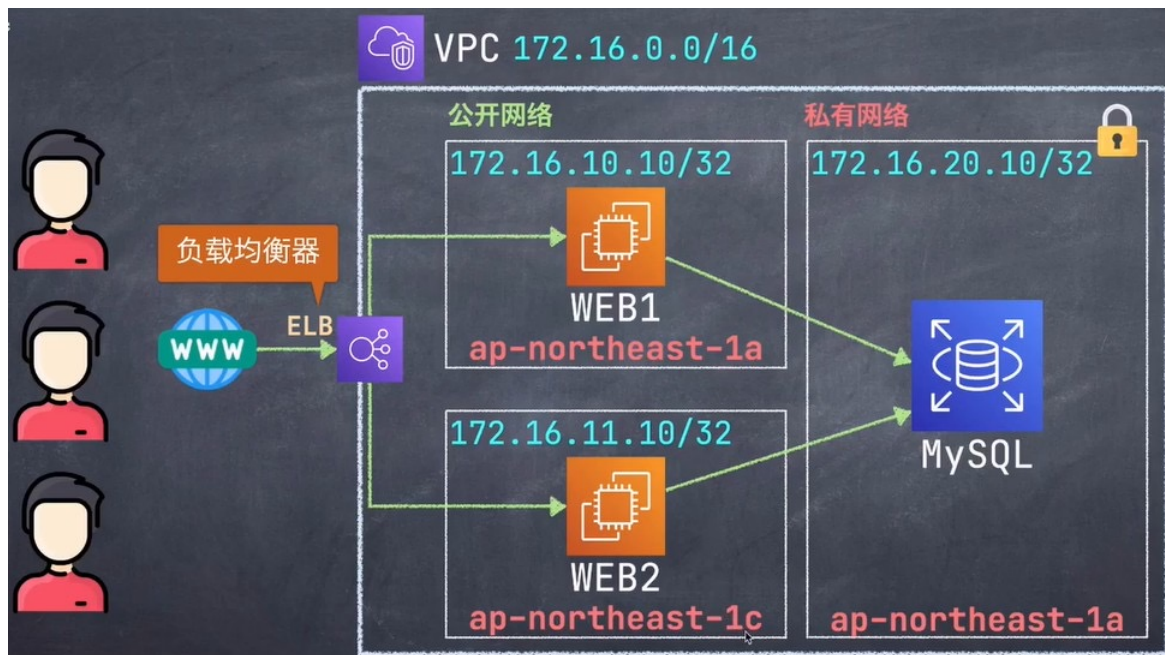 VPC 172.16.0.0/16
公开网络
私有网络
172.16.10.10/32
172.16.20.10/32
负载均衡器
WEB1
ELB
WWW
ap-northeast-1a
172.16.11.10/32
MySQL
WEB2
ap-northeast-1c
ap-northeast-1a